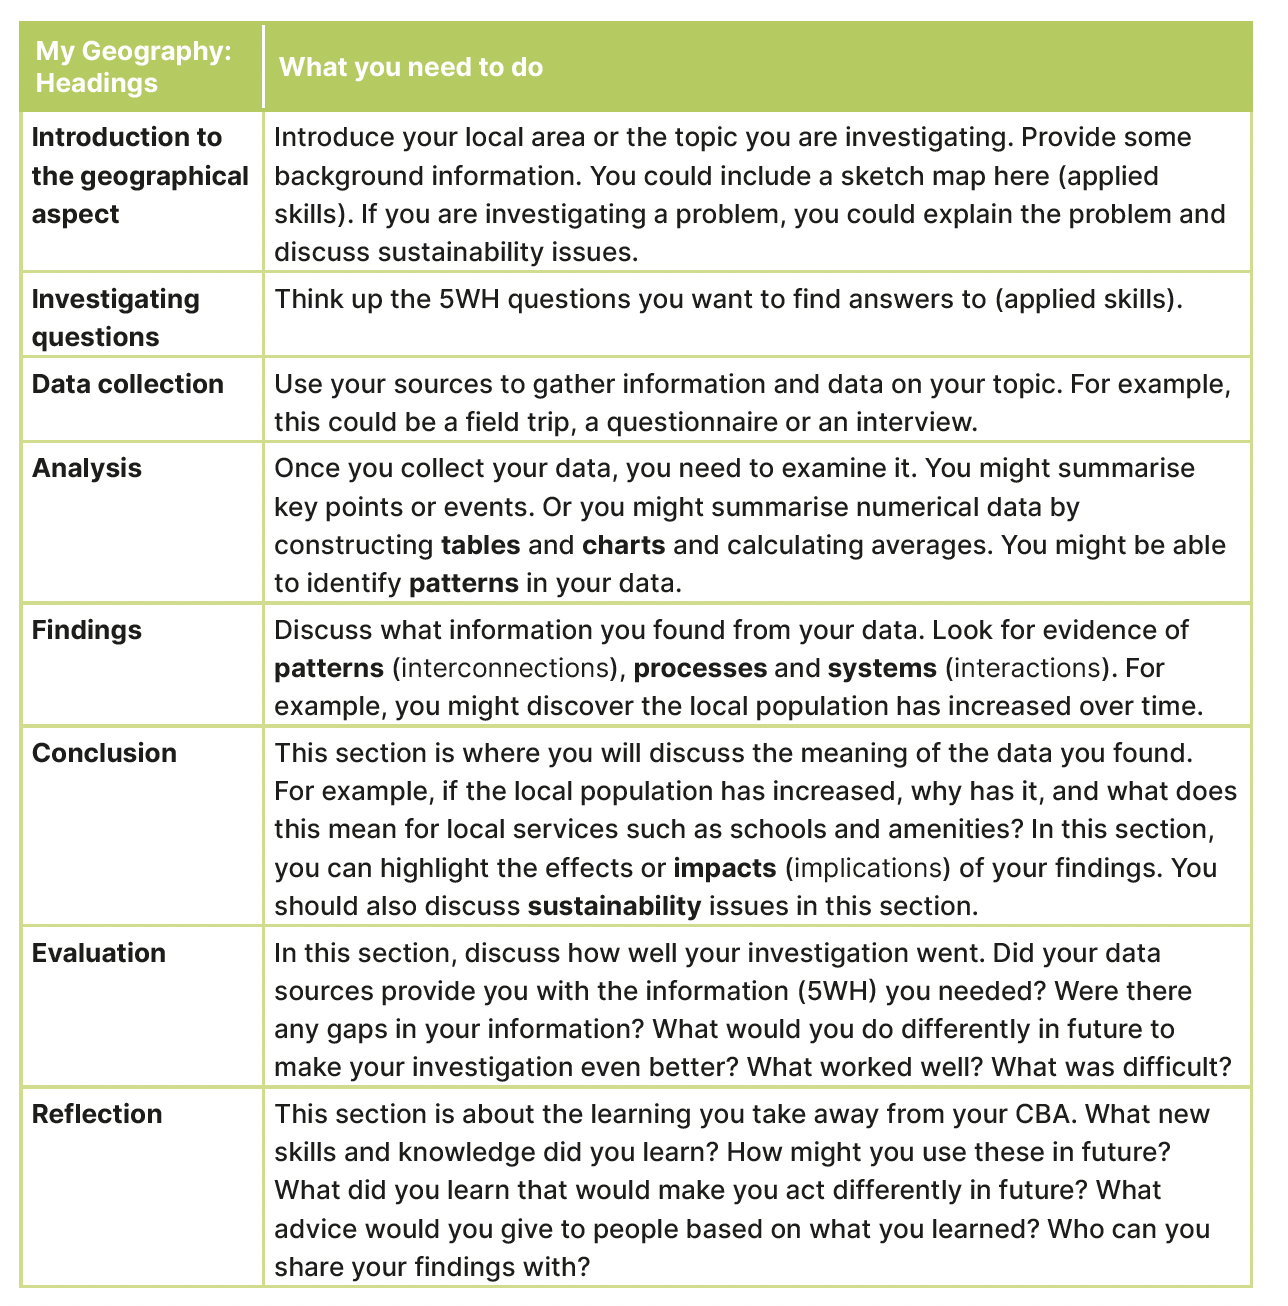 My Geography:
Headings
What you need to do
Introduction to
the geographical
aspect
Introduce your local area or the topic you are investigating. Provide some
background information. You could include a sketch map here (applied
skills). If you are investigating a problem, you could explain the problem and
discuss sustainability issues.
Investigating
questions
Think up the 5WH questions you want to find answers to (applied skills).
Data collection
Use your sources to gather information and data on your topic. For example,
this could be a field trip, a questionnaire or an interview.
Analysis
Once you collect your data, you need to examine it. You might summarise
key points or events. Or you might summarise numerical data by
constructing tables and charts and calculating averages. You might be able
to identify patterns in your data.
Findings
Discuss what information you found from your data. Look for evidence of
patterns (interconnections), processes and systems (interactions). For
example, you might discover the local population has increased over time.
Conclusion
This section is where you will discuss the meaning of the data you found.
For example, if the local population has increased, why has it, and what does
this mean for local services such as schools and amenities? In this section,
you can highlight the effects or impacts (implications) of your findings. You
should also discuss sustainability issues in this section.
Evaluation
In this section, discuss how well your investigation went. Did your data
sources provide you with the information (5WH) you needed? Were there
any gaps in your information? What would you do differently in future to
make your investigation even better? What worked well? What was difficult?
Reflection
This section is about the learning you take away from your CBA. What new
skills and knowledge did you learn? How might you use these in future?
What did you learn that would make you act differently in future? What
advice would you give to people based on what you learned? Who can you
share your findings with?